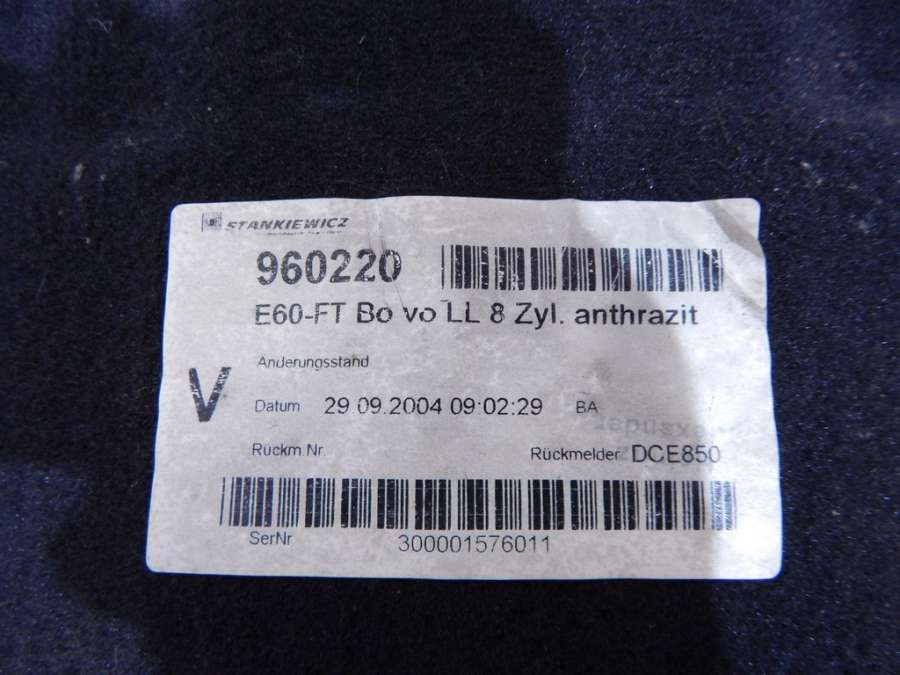 STANKIEWICZ
960220
E60-FT Bo vo LL 8 Zyl. anthrazit
Änderungsstand
V
Datum 29.09.2004 09:02:29 BA
Rückm Nr. Rückmelder DCE850
SerNr 300001576011